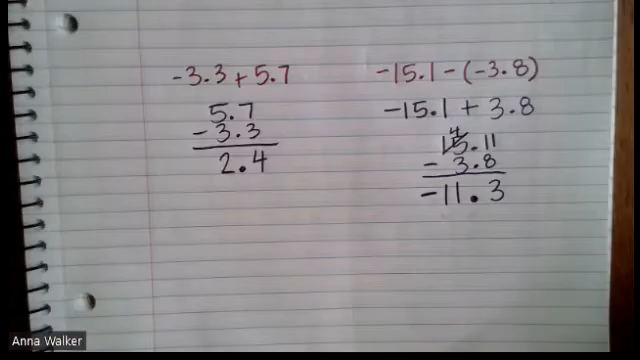 -3.3 + 5.7
5.7
- 3.3
2.4
-15.1 - (-3.8)
-15.1 + 3.8
4
15.11
- 3.8
-11.3
Anna Walker